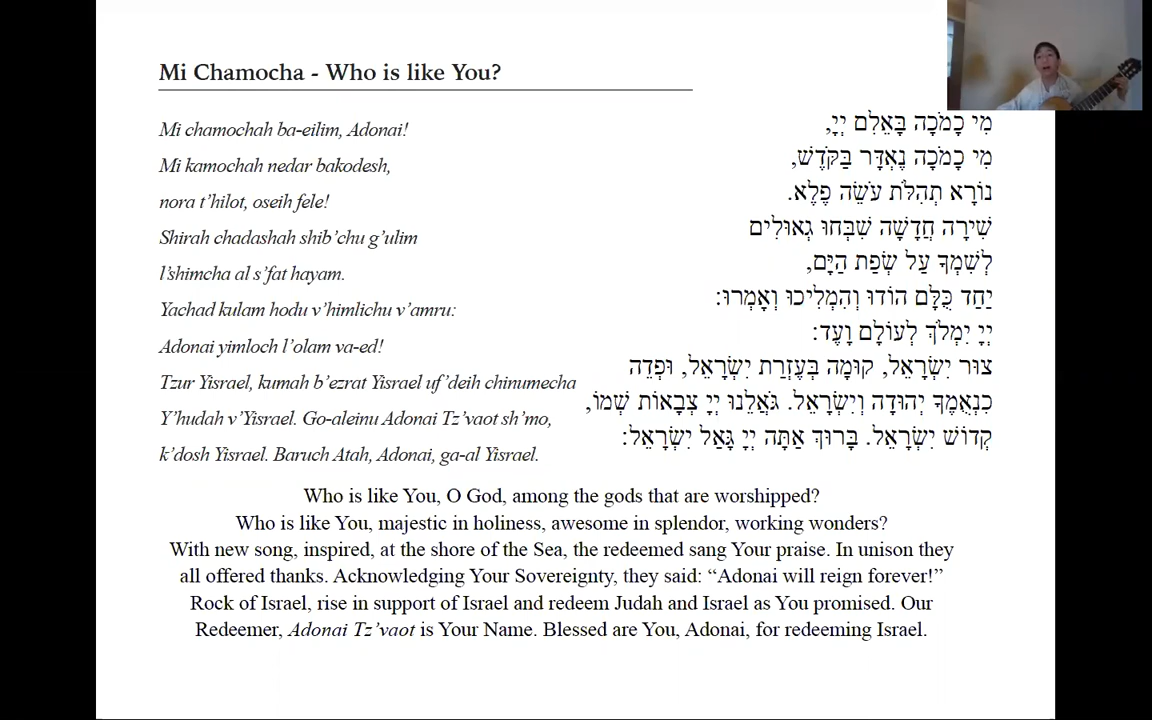 Mi Chamocha - Who is like You?
Mi chamochah ba-eilim, Adonai!
Mi kamochah nedar bakodesh,
nora t’hilot, oseih fele!
Shirah chadashah shib’chu g’ulim
l’shimcha al s’fat hayam.
Yachad kulam hodu v’himlichu v’amru:
Adonai yimloch l’olam va-ed!
Tzur Yisrael, kumah b’ezrat Yisrael uf’deih chinumecha
Y’hudah v’Yisrael. Go-aleinu Adonai Tz’vaot sh’mo,
k’dosh Yisrael. Baruch Atah, Adonai, ga-al Yisrael.
מִי כָמֹכָה בָּאֵלִם יְיָ,
מִי כָמֹכָה נֶאְדָּר בַּקֹּדֶשׁ,
נוֹרָא תְהִלֹּת עֹשֵׂה פֶלֶא.
שִׁירָה חֲדָשָׁה שִׁבְּחוּ גְאוּלִים
לְשִׁמְךָ עַל שְׂפַת הַיָּם,
יַחַד כֻּלָּם הוֹדוּ וְהִמְלִיכוּ וְאָמְרוּ:
יְיָ יִמְלֹךְ לְעוֹלָם וָעֶד:
צוּר יִשְׂרָאֵל, קוּמָה בְּעֶזְרַת יִשְׂרָאֵל, וּפְדֵה
כִנְאֻמֶךָ יְהוּדָה וְיִשְׂרָאֵל. גֹּאֲלֵנוּ יְיָ צְבָאוֹת שְׁמוֹ,
קְדוֹשׁ יִשְׂרָאֵל. בָּרוּךְ אַתָּה יְיָ גָּאַל יִשְׂרָאֵל:
Who is like You, O God, among the gods that are worshipped?
Who is like You, majestic in holiness, awesome in splendor, working wonders?
With new song, inspired, at the shore of the Sea, the redeemed sang Your praise. In unison they
all offered thanks. Acknowledging Your Sovereignty, they said: “Adonai will reign forever!”
Rock of Israel, rise in support of Israel and redeem Judah and Israel as You promised. Our
Redeemer, Adonai Tz’vaot is Your Name. Blessed are You, Adonai, for redeeming Israel.